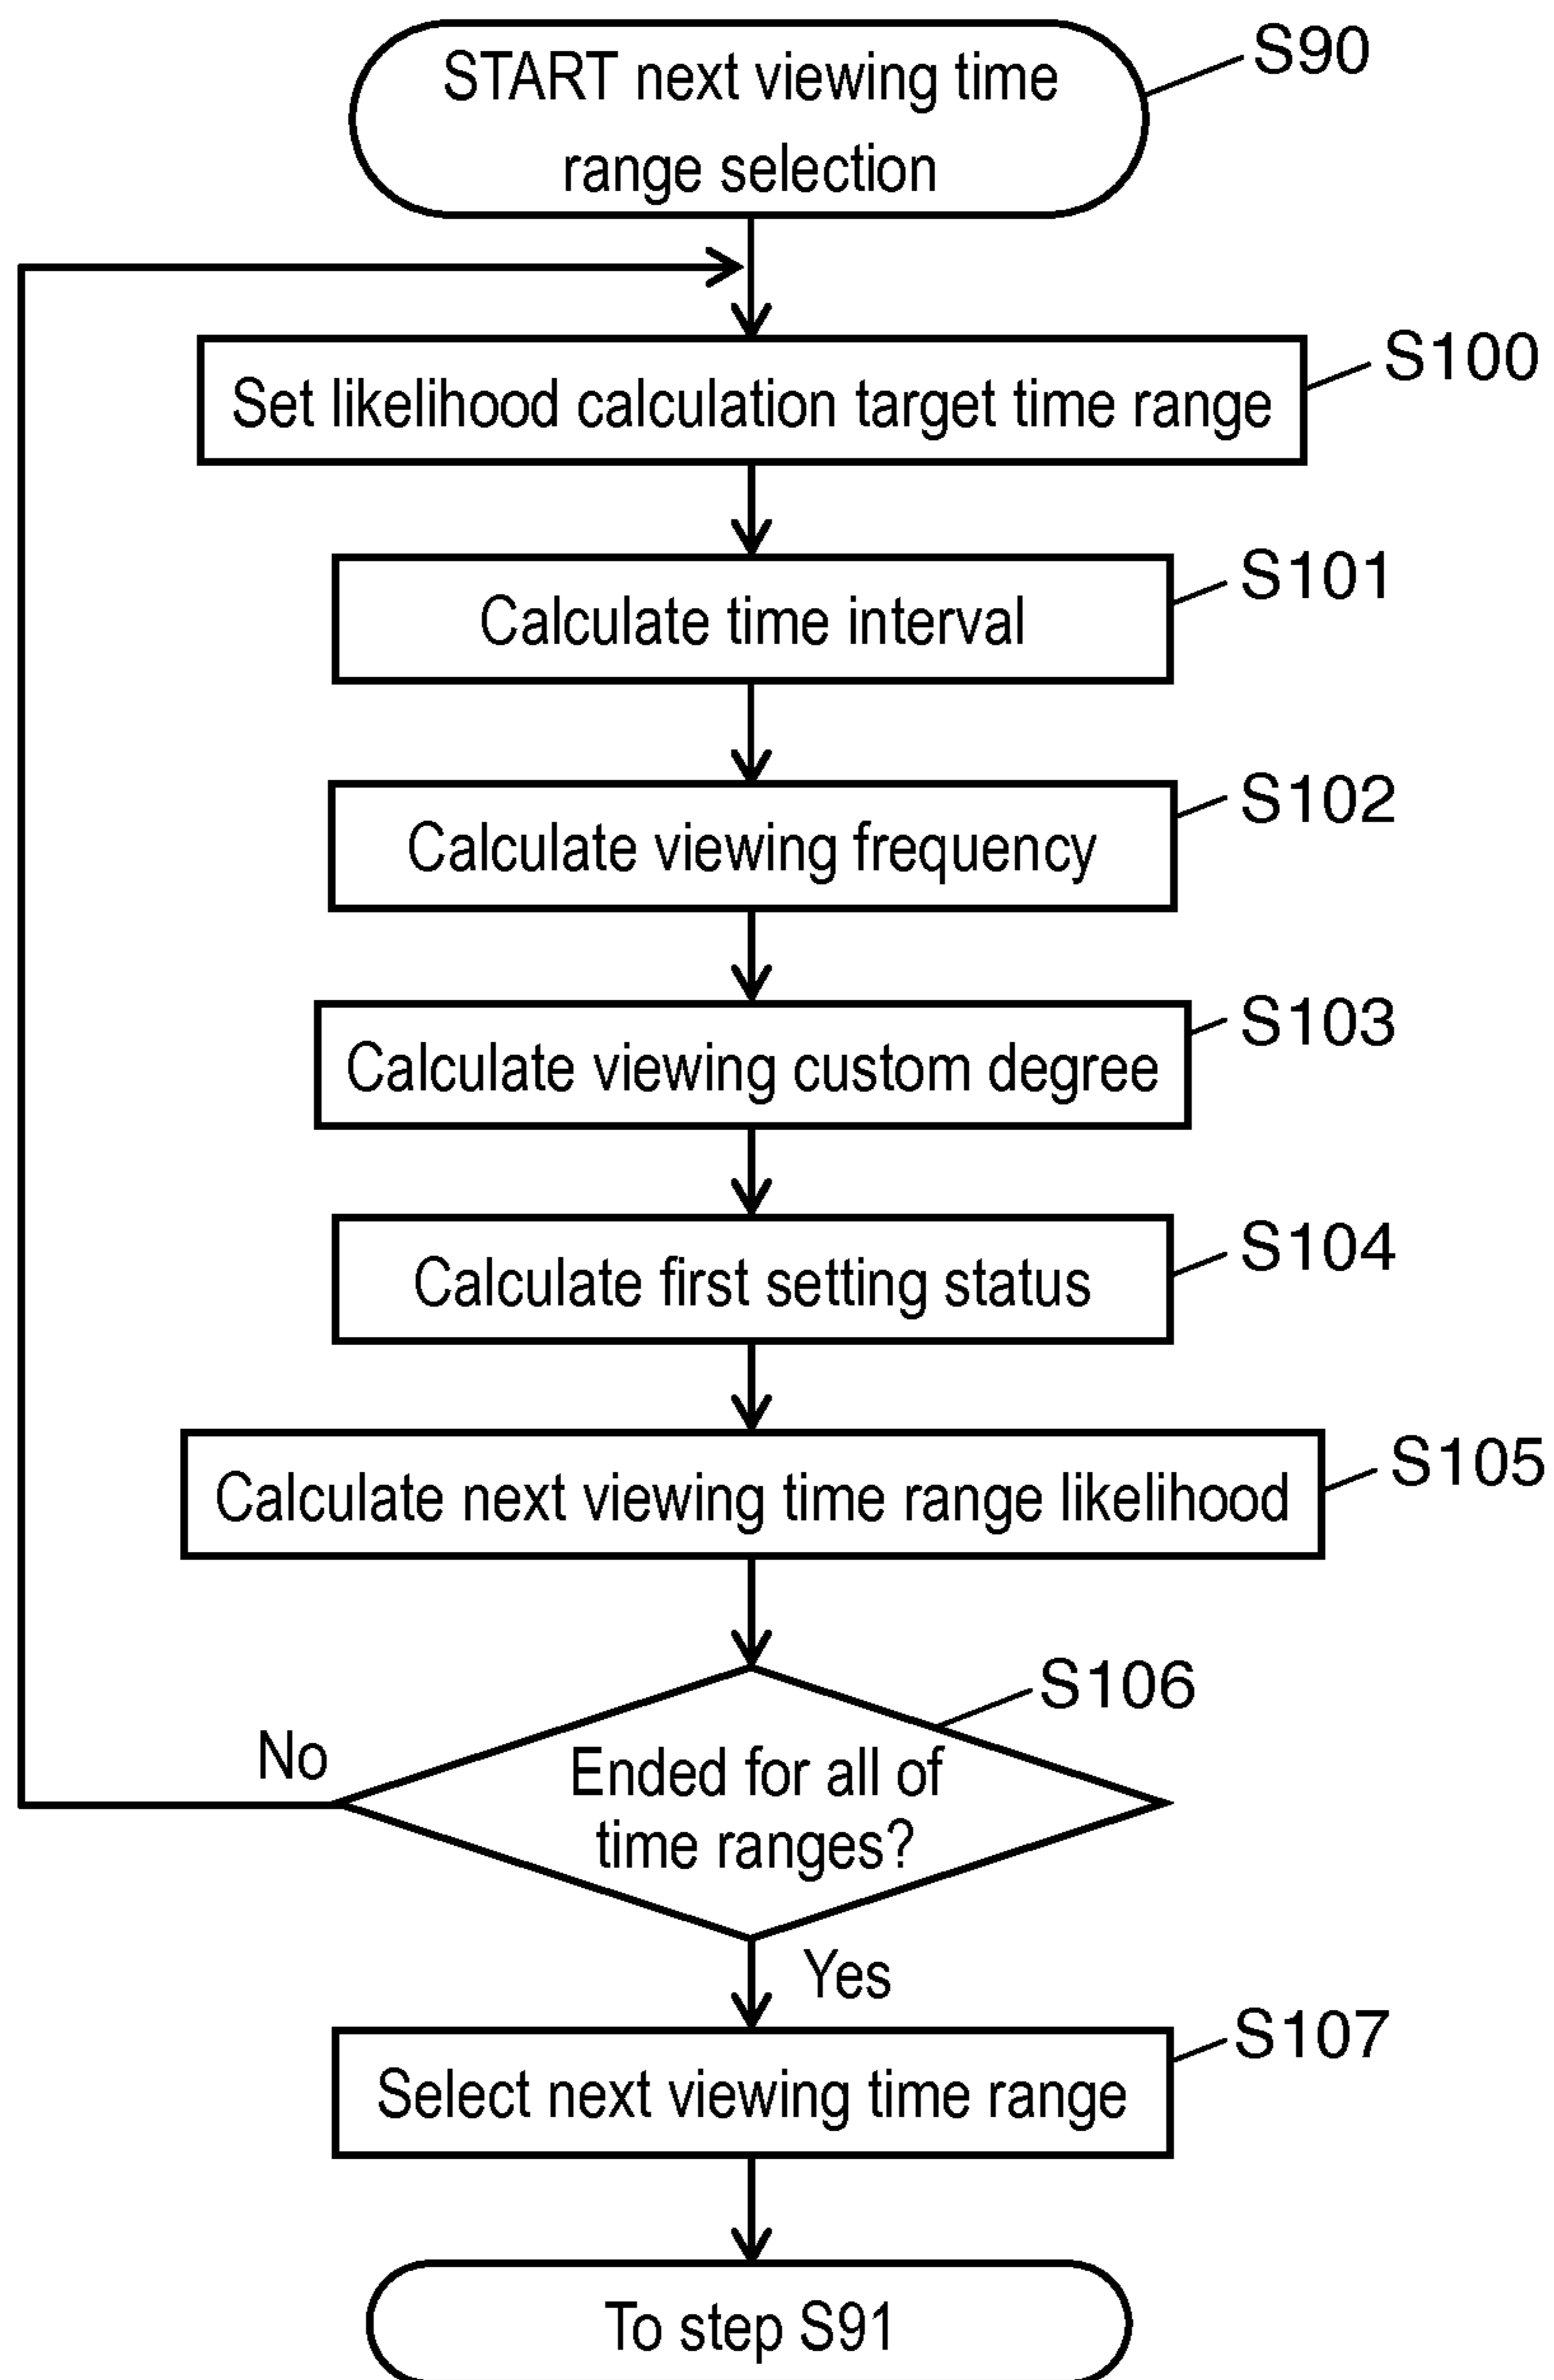 START next viewing time
range selection
S90
Set likelihood calculation target time range
S100
Calculate time interval
S101
Calculate viewing frequency
S102
Calculate viewing custom degree
S103
Calculate first setting status
S104
Calculate next viewing time range likelihood
S105
Ended for all of
time ranges?
S106
No
Yes
Select next viewing time range
S107
To step S91